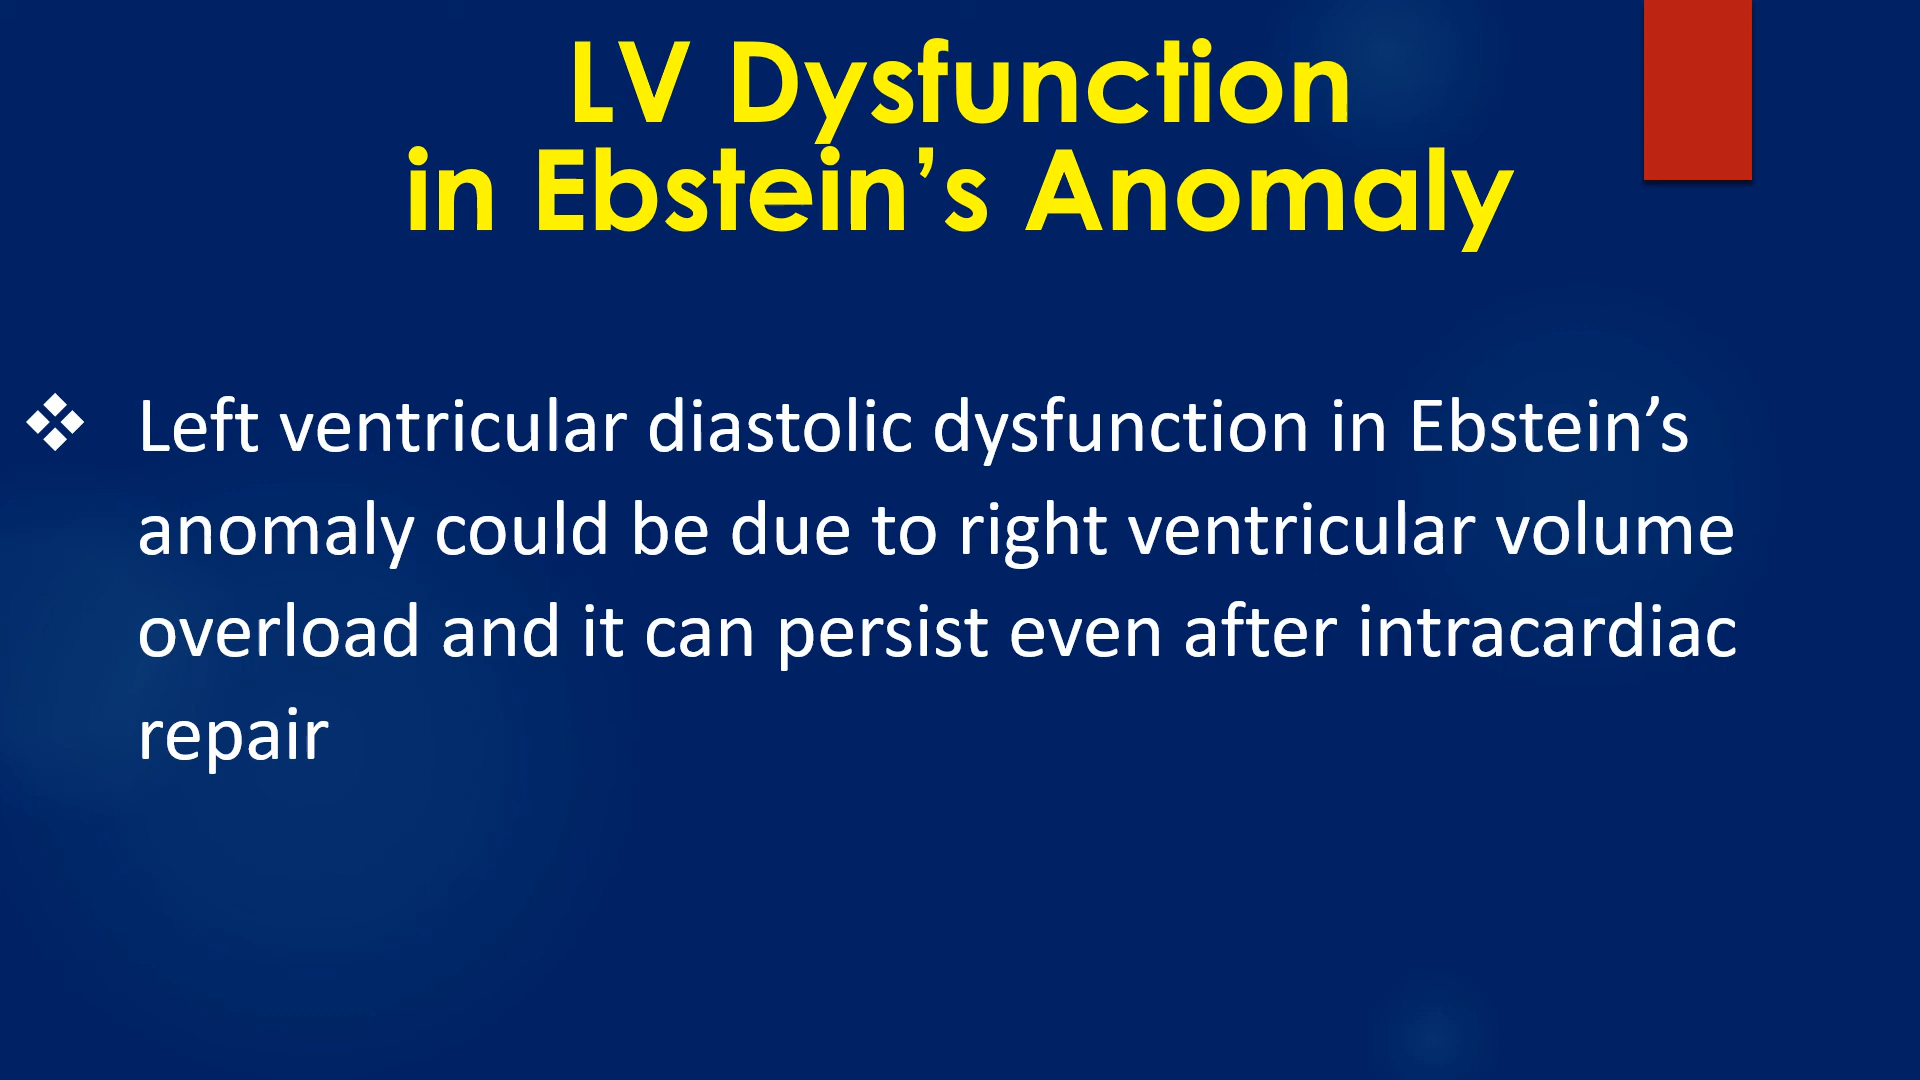 LV Dysfunction
in Ebstein’s Anomaly
❖ Left ventricular diastolic dysfunction in Ebstein’s
anomaly could be due to right ventricular volume
overload and it can persist even after intracardiac
repair